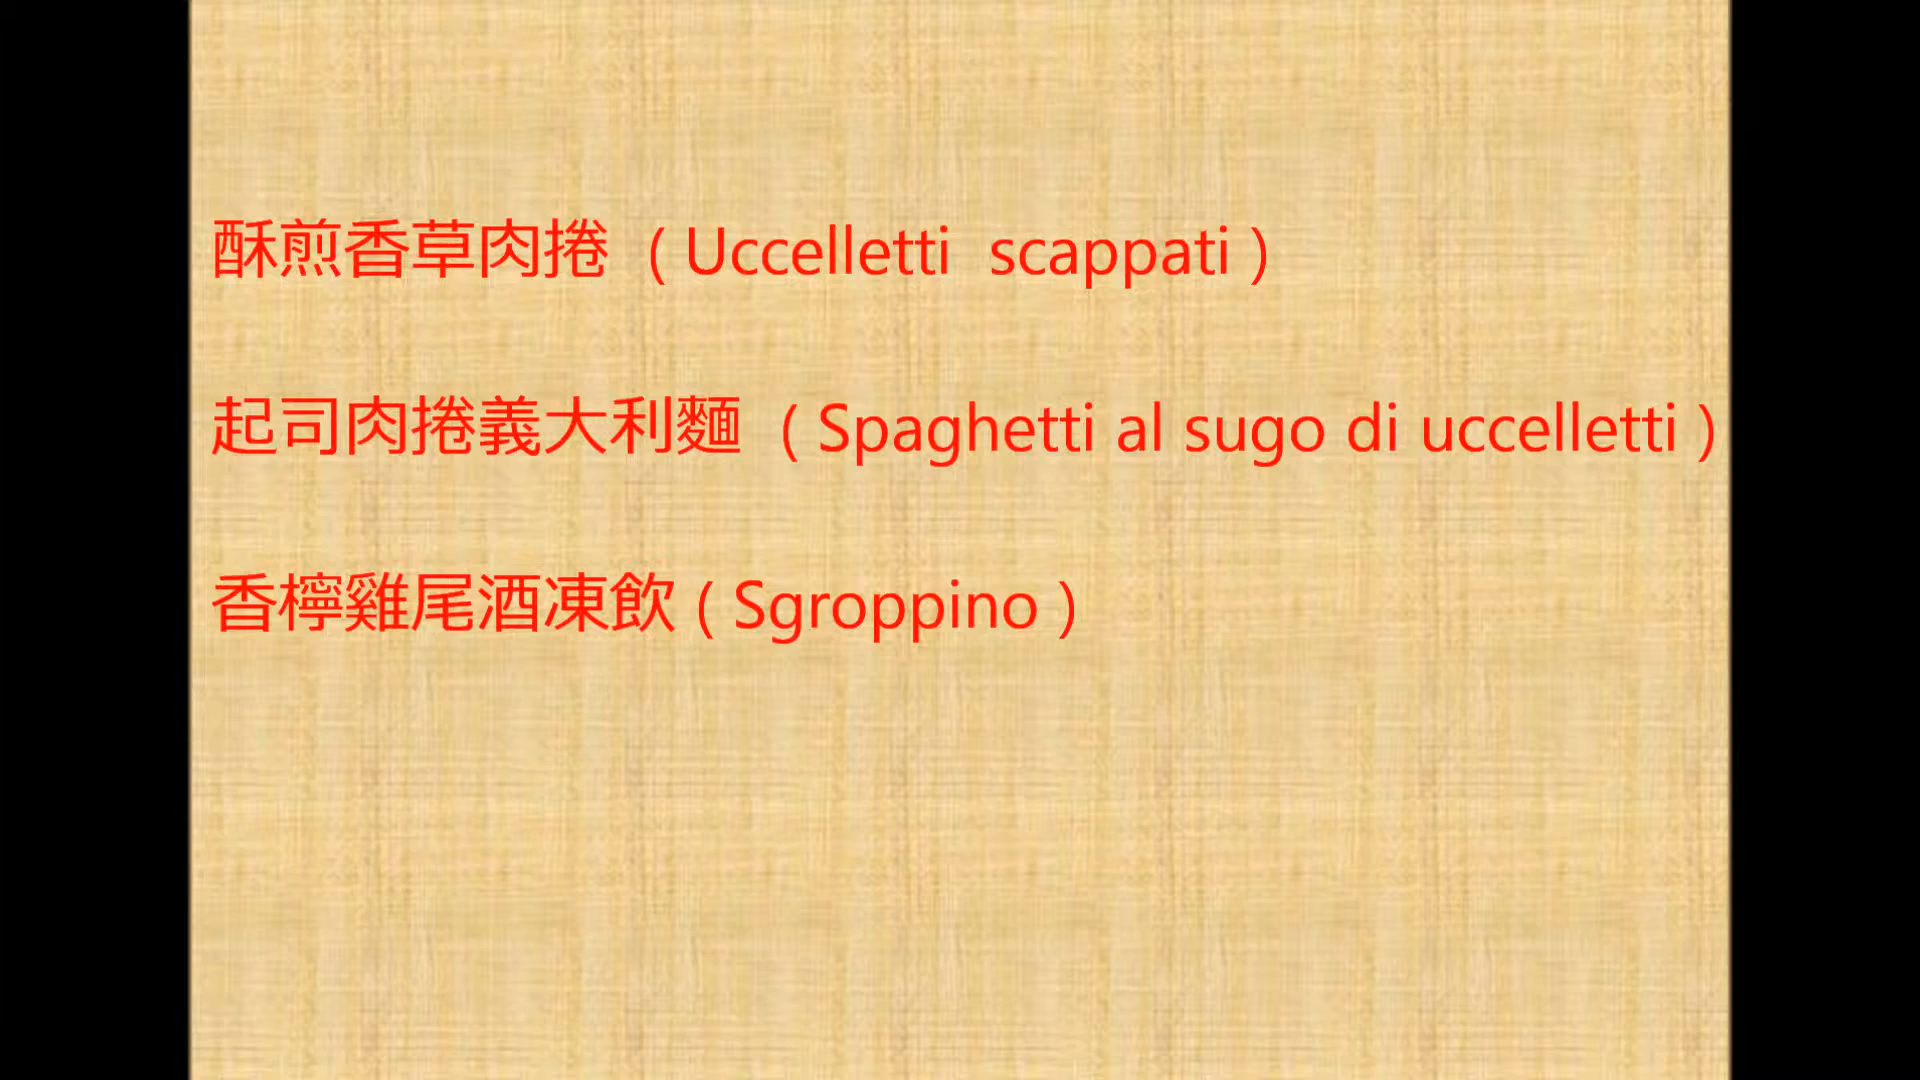 酥煎香草肉捲 ( Uccelletti scappati )
起司肉捲義大利麵 ( Spaghetti al sugo di uccelletti )
香檸雞尾酒凍飲 ( Sgroppino )